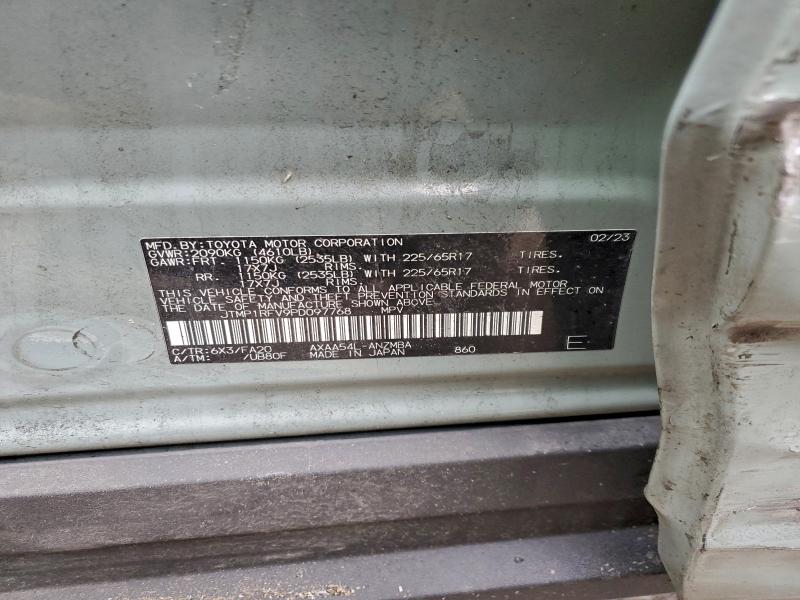 MFD.BY:TOYOTA MOTOR CORPORATION 02/23
GVWR:2090KG (4610LB)
GAWR:FRT. 1150KG (2535LB) WITH 225/65R17 TIRES.
17X7J RIMS.
RR. 1150KG (2535LB) WITH 225/65R17 TIRES.
17X7J RIMS.
THIS VEHICLE CONFORMS TO ALL APPLICABLE FEDERAL MOTOR
VEHICLE SAFETY AND THEFT PREVENTION STANDARDS IN EFFECT ON
THE DATE OF MANUFACTURE SHOWN ABOVE.
JTMP1RFV9PD097768 MPV
C/TR:6X3/FA20 AXAA54L-ANZMBA 860 E
A/TM: /UB80F MADE IN JAPAN